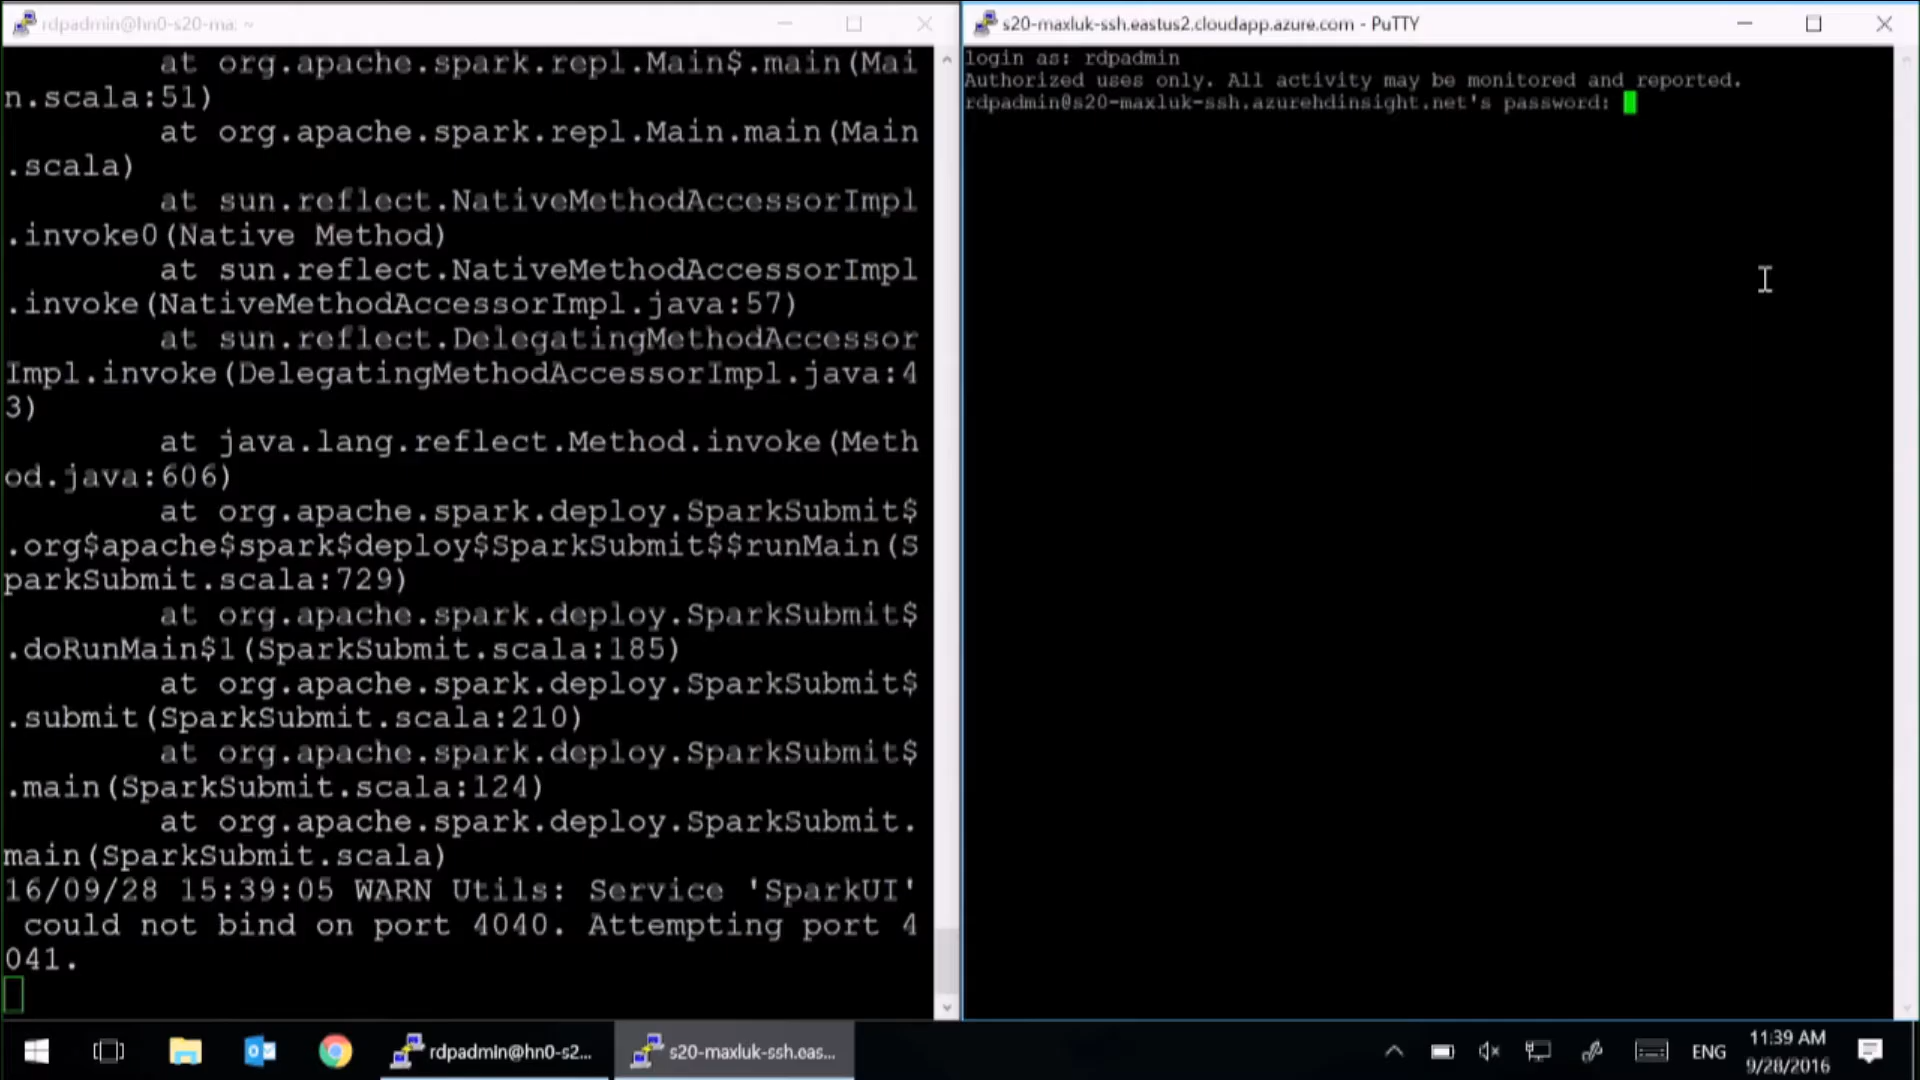 rdpadmin@hn0-s20-ma: ~
at org.apache.spark.repl.Main$.main(Mai
n.scala:51)
at org.apache.spark.repl.Main.main(Main
.scala)
at sun.reflect.NativeMethodAccessorImpl
.invoke0(Native Method)
at sun.reflect.NativeMethodAccessorImpl
.invoke(NativeMethodAccessorImpl.java:57)
at sun.reflect.DelegatingMethodAccessor
Impl.invoke(DelegatingMethodAccessorImpl.java:4
3)
at java.lang.reflect.Method.invoke(Meth
od.java:606)
at org.apache.spark.deploy.SparkSubmit$
.org$apache$spark$deploy$SparkSubmit$$runMain(S
parkSubmit.scala:729)
at org.apache.spark.deploy.SparkSubmit$
.doRunMain$1(SparkSubmit.scala:185)
at org.apache.spark.deploy.SparkSubmit$
.submit(SparkSubmit.scala:210)
at org.apache.spark.deploy.SparkSubmit$
.main(SparkSubmit.scala:124)
at org.apache.spark.deploy.SparkSubmit.
main(SparkSubmit.scala)
16/09/28 15:39:05 WARN Utils: Service 'SparkUI'
could not bind on port 4040. Attempting port 4
041.
s20-maxluk-ssh.eastus2.cloudapp.azure.com - PuTTY
login as: rdpadmin
Authorized uses only. All activity may be monitored and reported.
rdpadmin@s20-maxluk-ssh.azurehdinsight.net's password:
rdpadmin@hn0-s2...
s20-maxluk-ssh.eas...
ENG
11:39 AM
9/28/2016